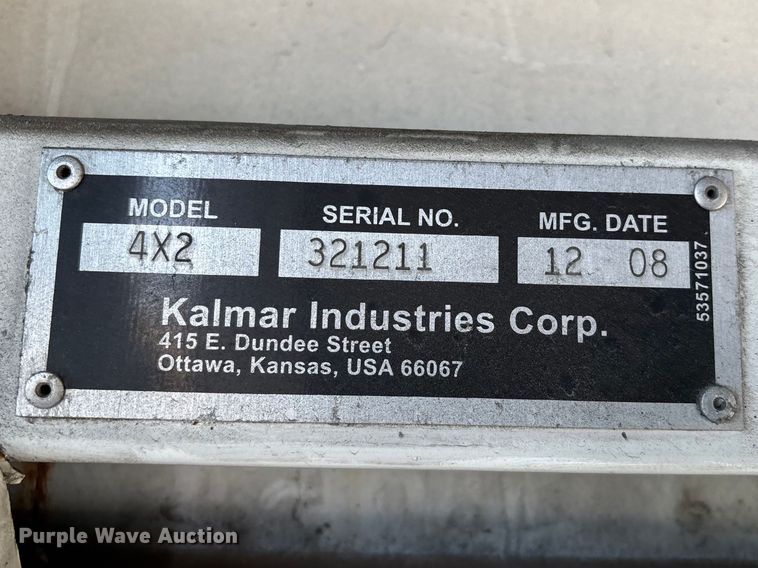 MODEL SERIAL NO. MFG. DATE
4X2 321211 12 08
Kalmar Industries Corp.
415 E. Dundee Street
Ottawa, Kansas, USA 66067
53571037
Purple Wave Auction